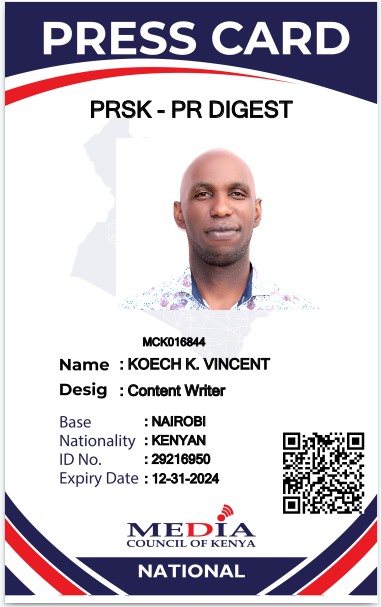 PRESS CARD
PRSK - PR DIGEST
MCK016844
Name : KOECH K. VINCENT
Desig : Content Writer
Base : NAIROBI
Nationality : KENYAN
ID No. : 29216950
Expiry Date : 12-31-2024
MEDIA
COUNCIL OF KENYA
NATIONAL